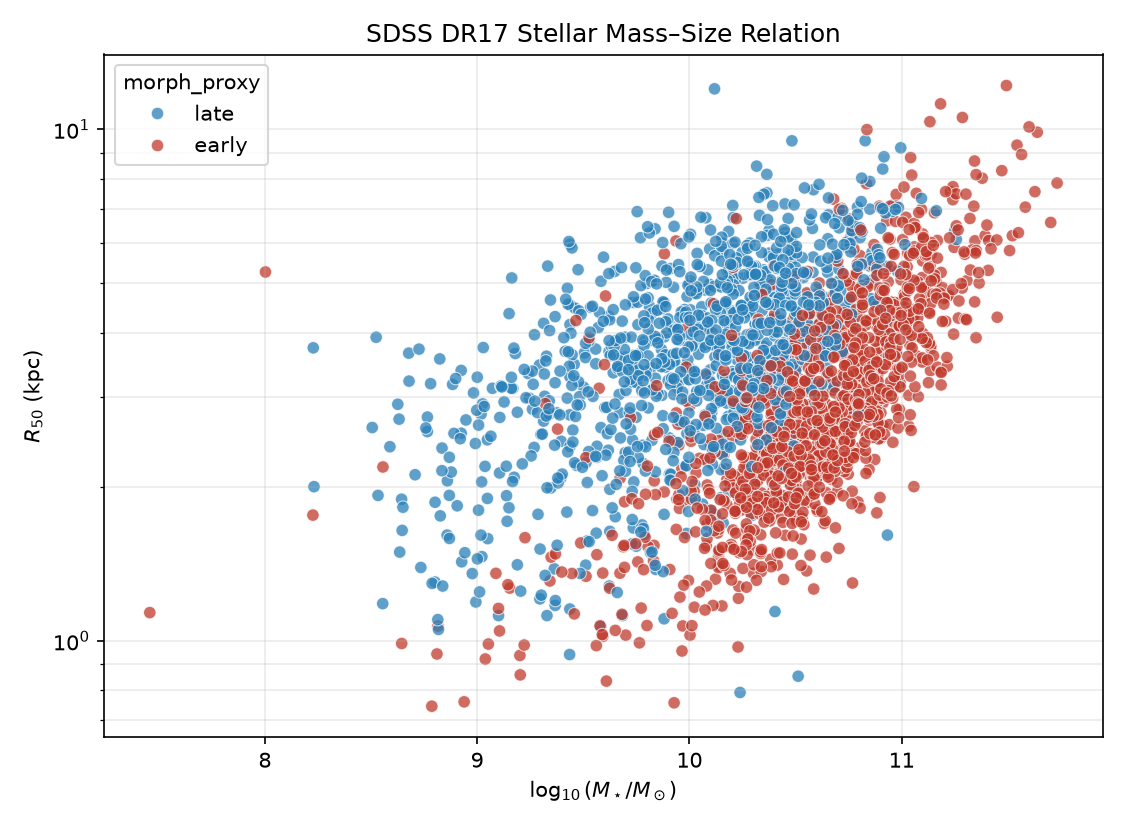 SDSS DR17 Stellar Mass–Size Relation
morph_proxy
late
early
10¹
10⁰
R₅₀ (kpc)
8 9 10 11
log₁₀(M⋆/M⊙)